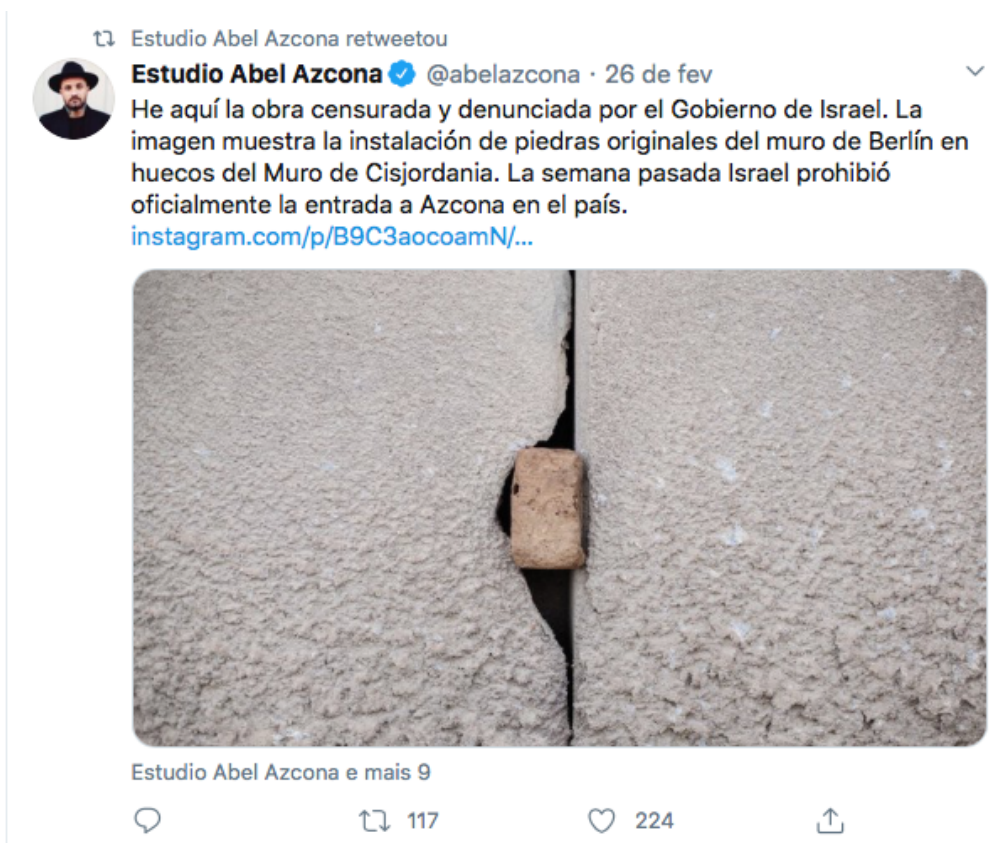 Estudio Abel Azcona retweetou
Estudio Abel Azcona @abelazcona · 26 de fev
He aquí la obra censurada y denunciada por el Gobierno de Israel. La
imagen muestra la instalación de piedras originales del muro de Berlín en
huecos del Muro de Cisjordania. La semana pasada Israel prohibió
oficialmente la entrada a Azcona en el país.
instagram.com/p/B9C3aocoamN/...
Estudio Abel Azcona e mais 9
117 224